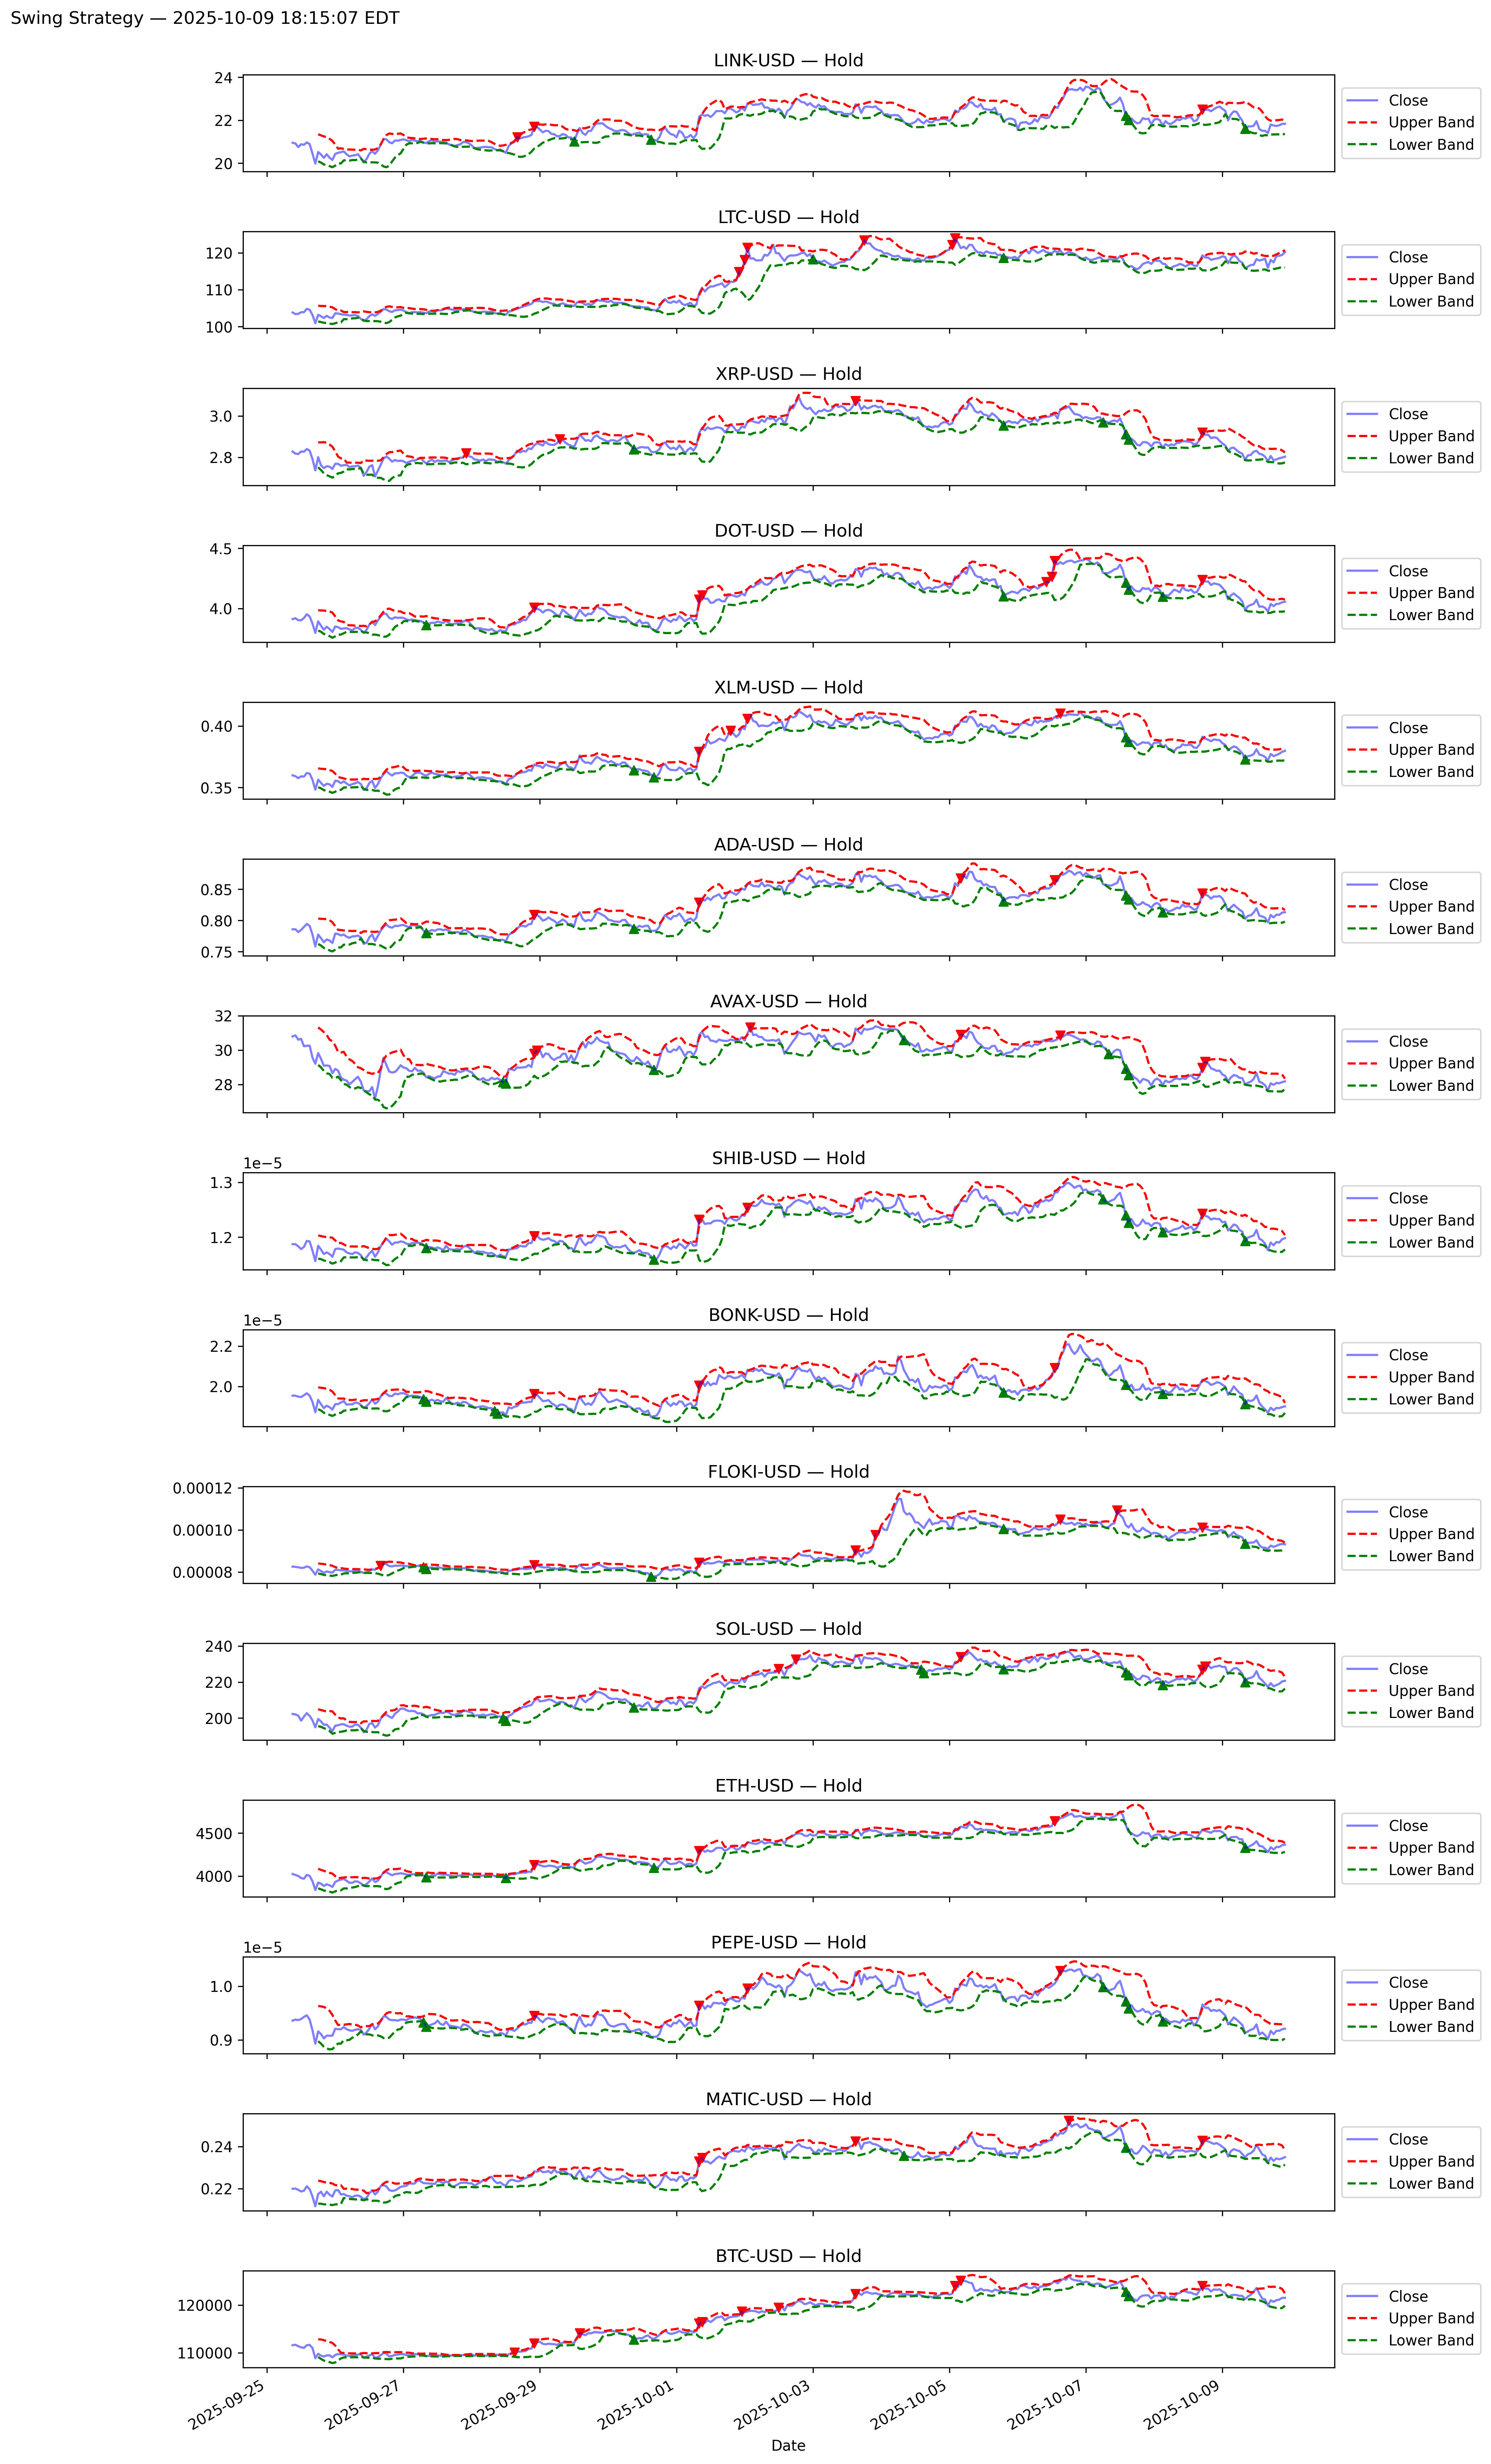 Swing Strategy — 2025-10-09 18:15:07 EDT
LINK-USD — Hold
24
22
20
Close
Upper Band
Lower Band
LTC-USD — Hold
120
110
100
Close
Upper Band
Lower Band
XRP-USD — Hold
3.0
2.8
Close
Upper Band
Lower Band
DOT-USD — Hold
4.5
4.0
Close
Upper Band
Lower Band
XLM-USD — Hold
0.40
0.35
Close
Upper Band
Lower Band
ADA-USD — Hold
0.85
0.80
0.75
Close
Upper Band
Lower Band
AVAX-USD — Hold
32
30
28
Close
Upper Band
Lower Band
SHIB-USD — Hold
1e−5
1.3
1.2
Close
Upper Band
Lower Band
BONK-USD — Hold
1e−5
2.2
2.0
Close
Upper Band
Lower Band
FLOKI-USD — Hold
0.00012
0.00010
0.00008
Close
Upper Band
Lower Band
SOL-USD — Hold
240
220
200
Close
Upper Band
Lower Band
ETH-USD — Hold
4500
4000
Close
Upper Band
Lower Band
PEPE-USD — Hold
1e−5
1.0
0.9
Close
Upper Band
Lower Band
MATIC-USD — Hold
0.24
0.22
Close
Upper Band
Lower Band
BTC-USD — Hold
120000
110000
Close
Upper Band
Lower Band
2025-09-25
2025-09-27
2025-09-29
2025-10-01
2025-10-03
2025-10-05
2025-10-07
2025-10-09
Date